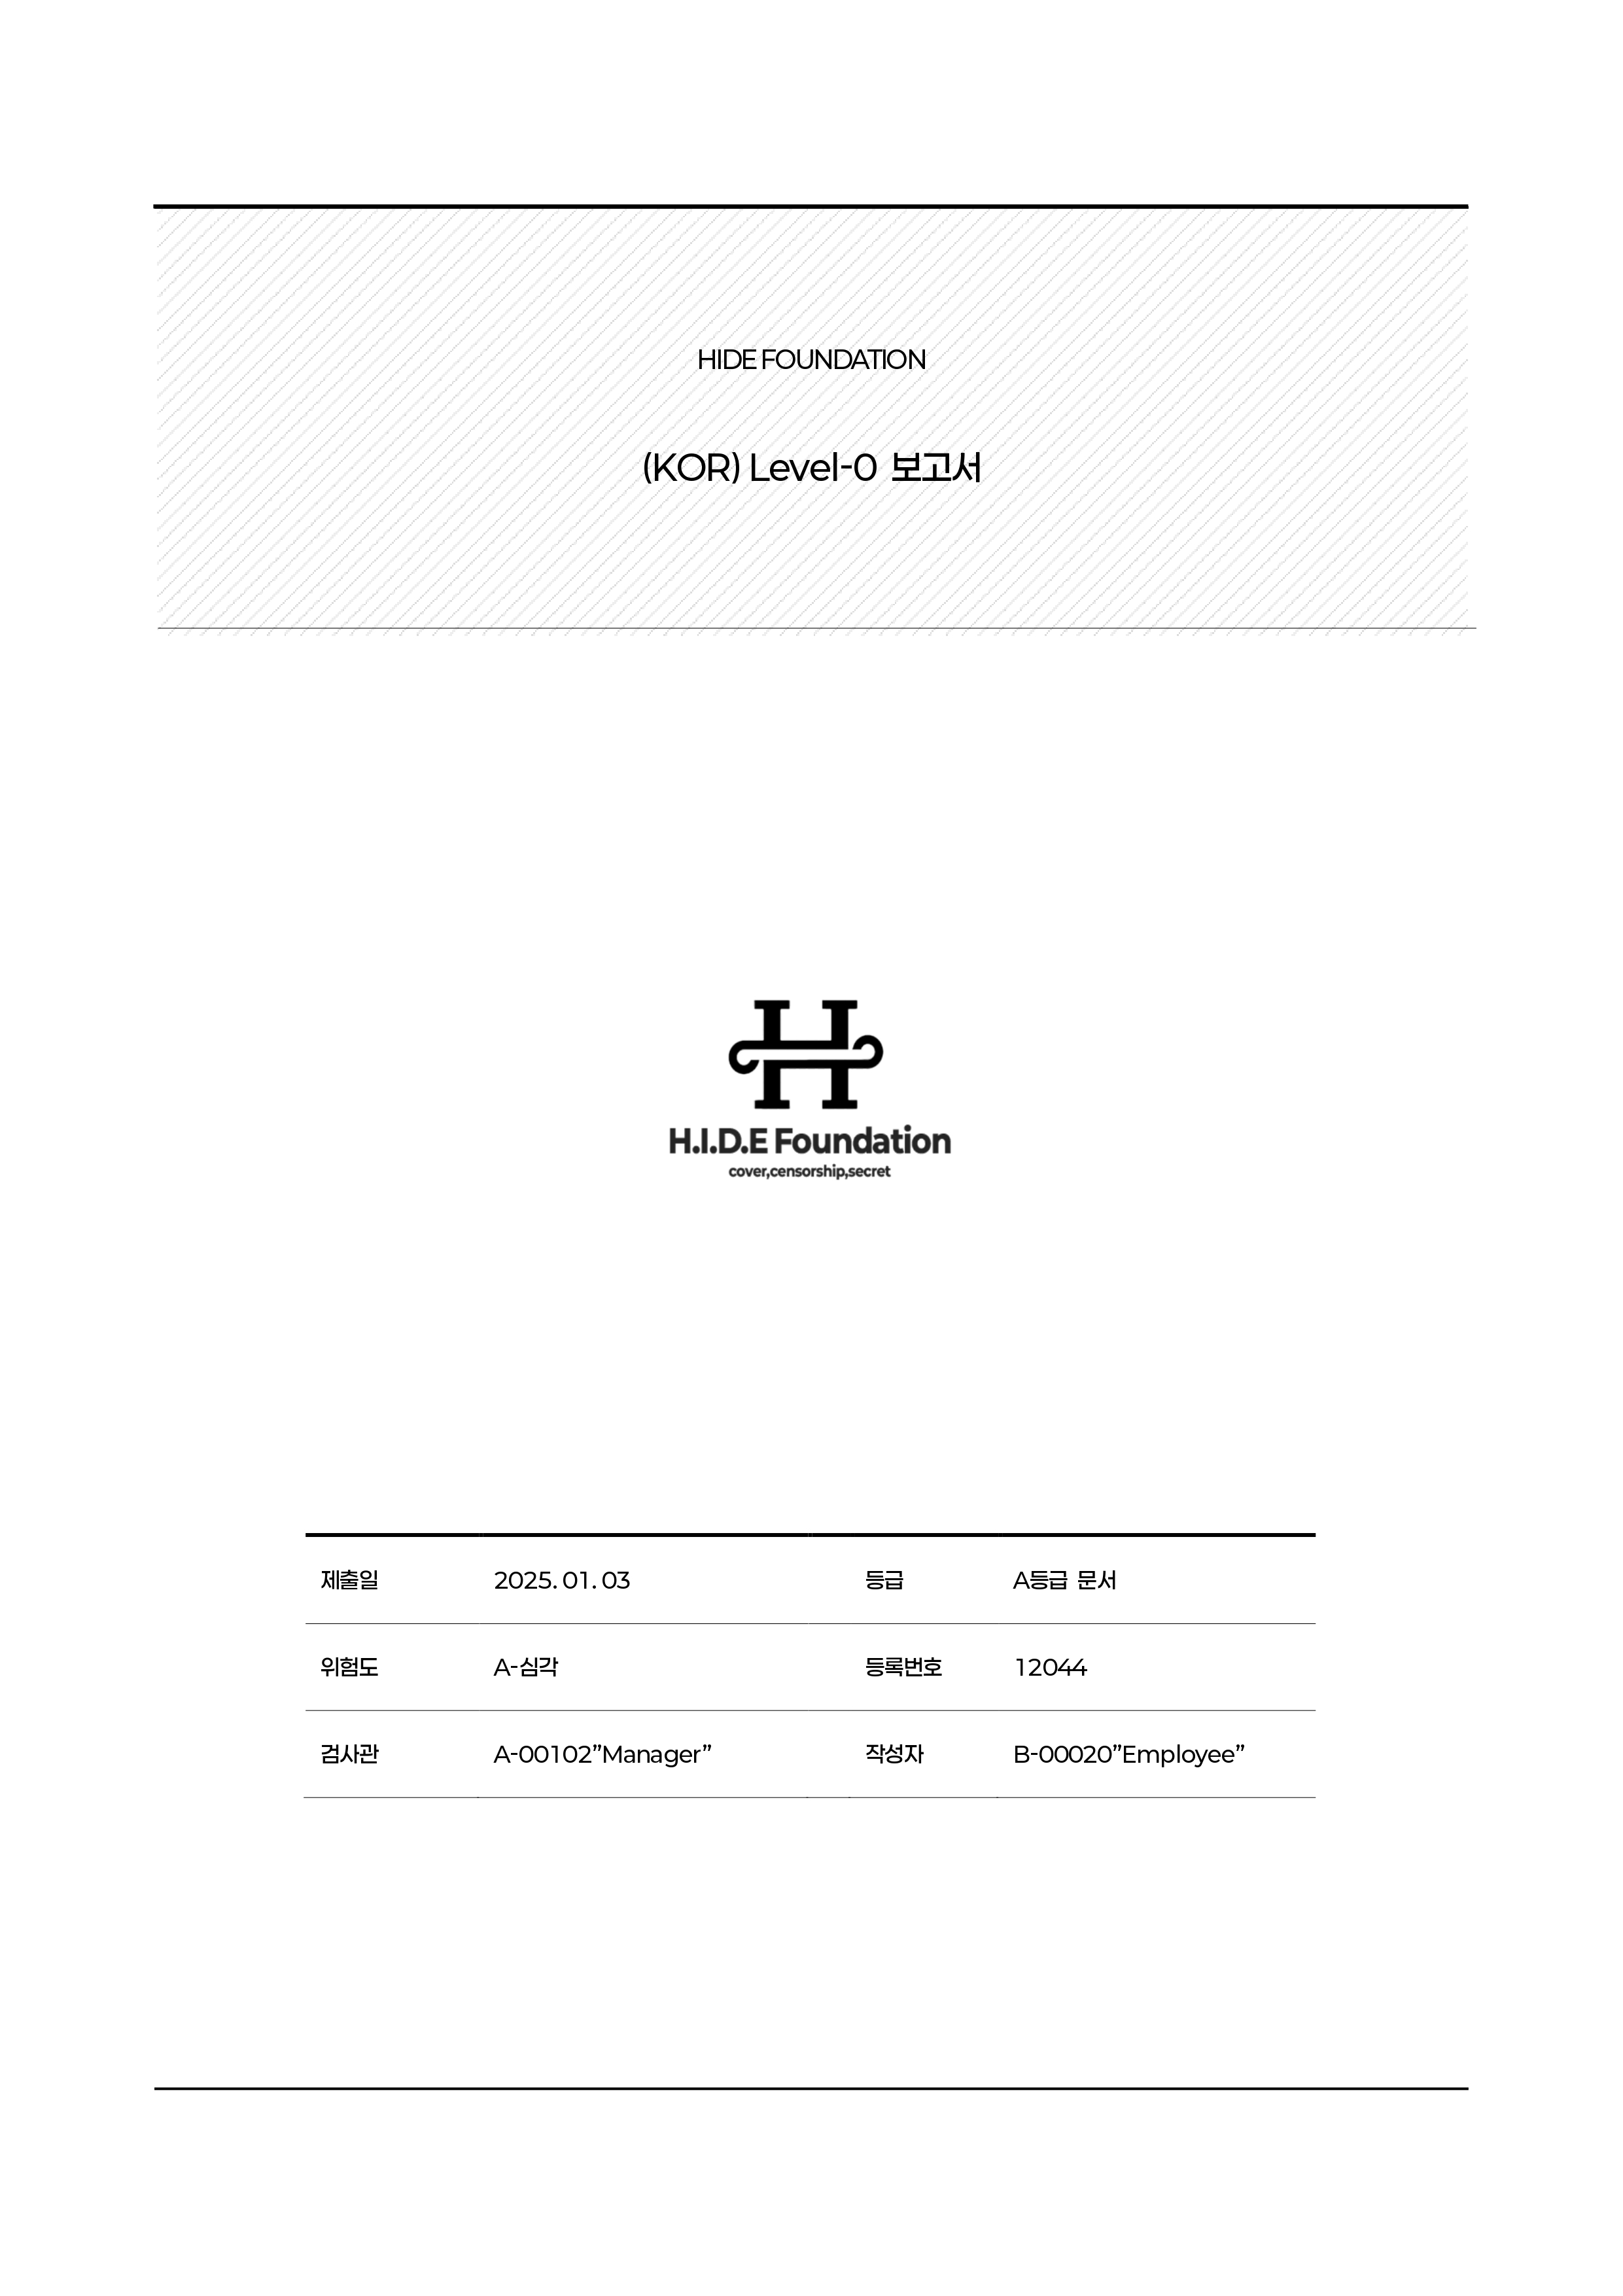 HIDE FOUNDATION
(KOR) Level-0 보고서
H
H.I.D.E Foundation
cover,censorship,secret
제출일 2025. 01. 03 등급 A등급 문서
위험도 A-심각 등록번호 12044
검사관 A-00102”Manager” 작성자 B-00020”Employee”